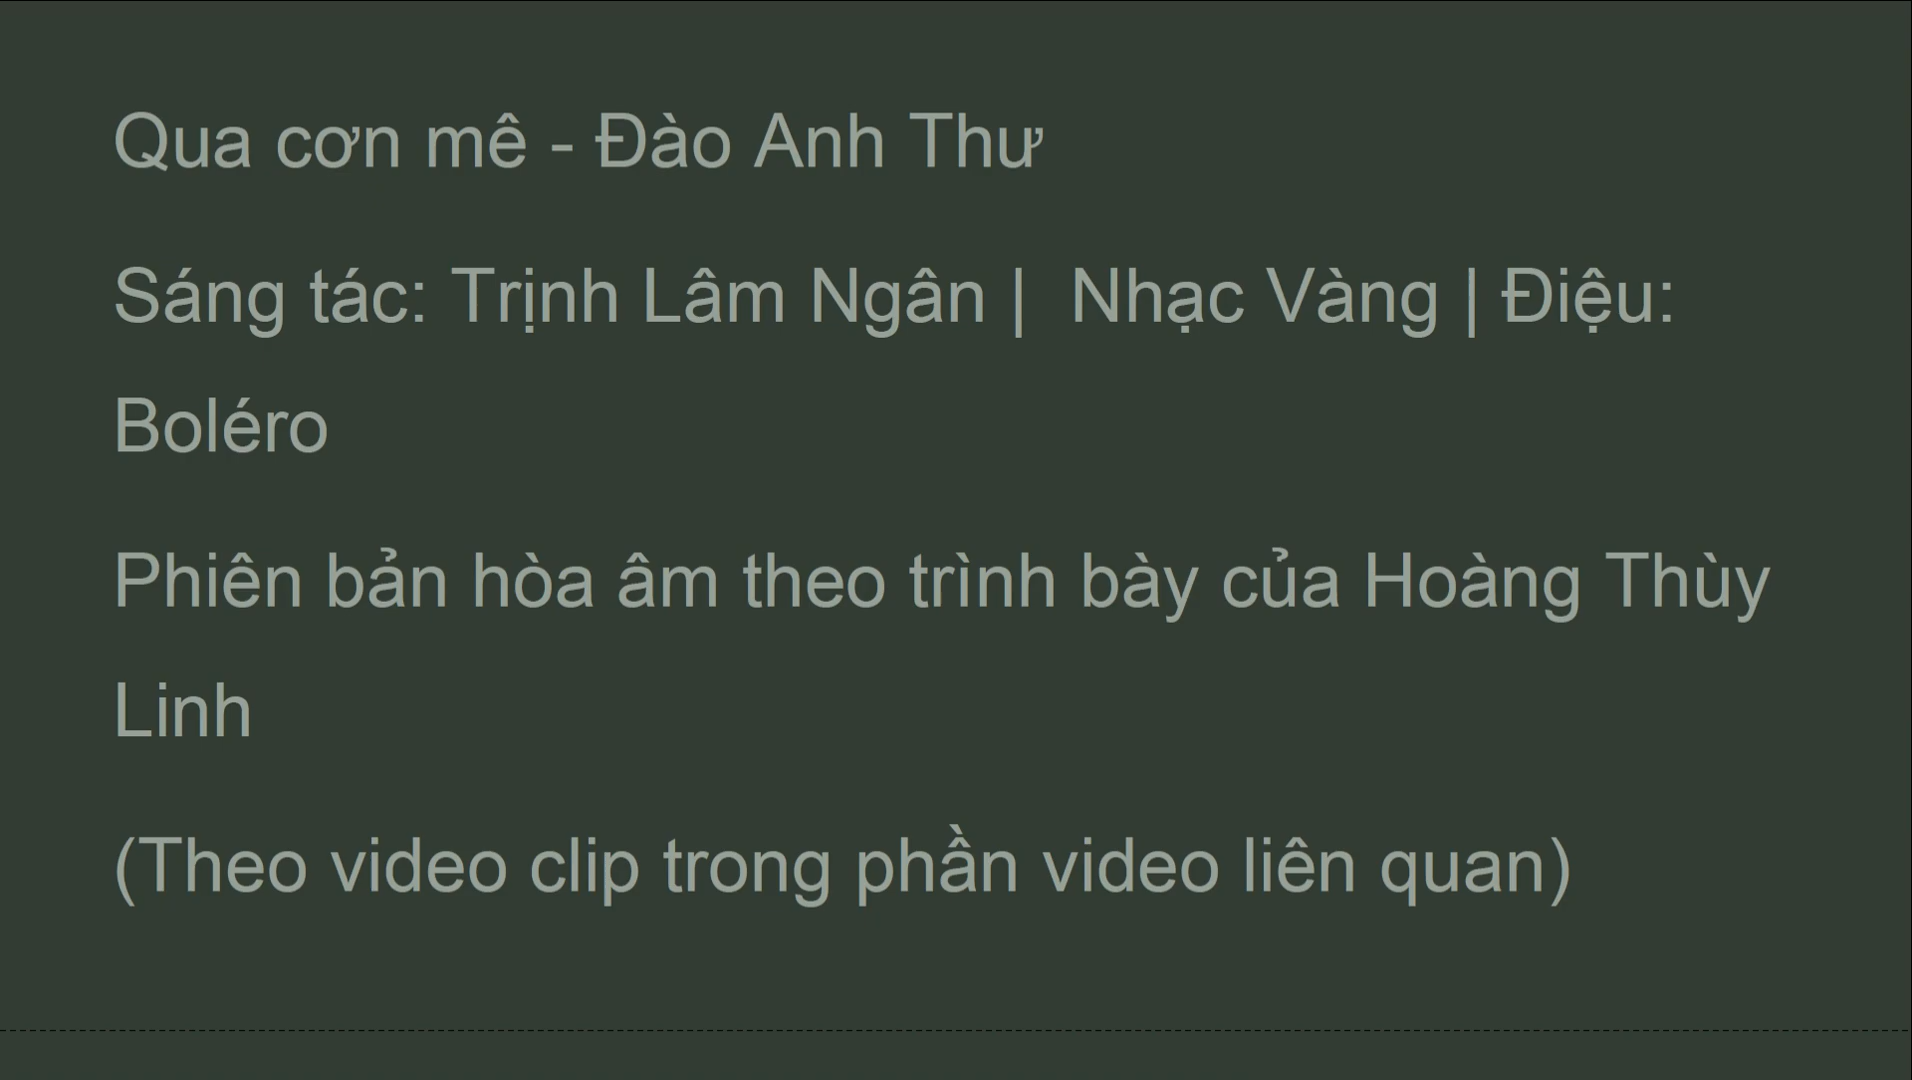 Qua cơn mê - Đào Anh Thư
Sáng tác: Trịnh Lâm Ngân |  Nhạc Vàng | Điệu:
Boléro
Phiên bản hòa âm theo trình bày của Hoàng Thùy
Linh
(Theo video clip trong phần video liên quan)